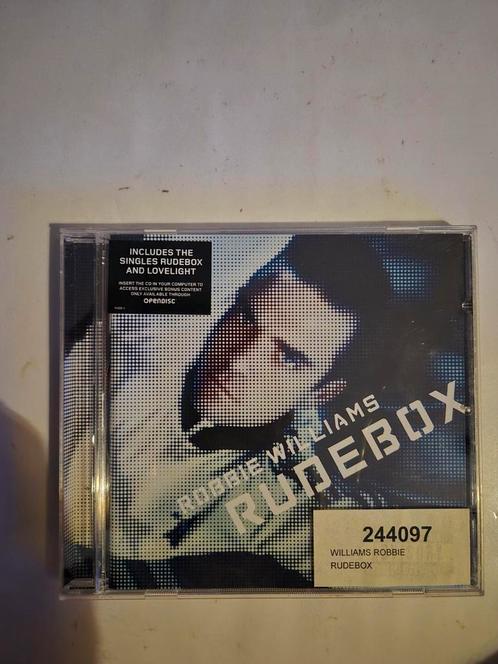 INCLUDES THE
SINGLES RUDEBOX
AND LOVELIGHT
INSERT THE CD IN YOUR COMPUTER TO
ACCESS EXCLUSIVE BONUS CONTENT
ONLY AVAILABLE THROUGH
OPENDISC
ROBBIE WILLIAMS
RUDEBOX
244097
WILLIAMS ROBBIE
RUDEBOX